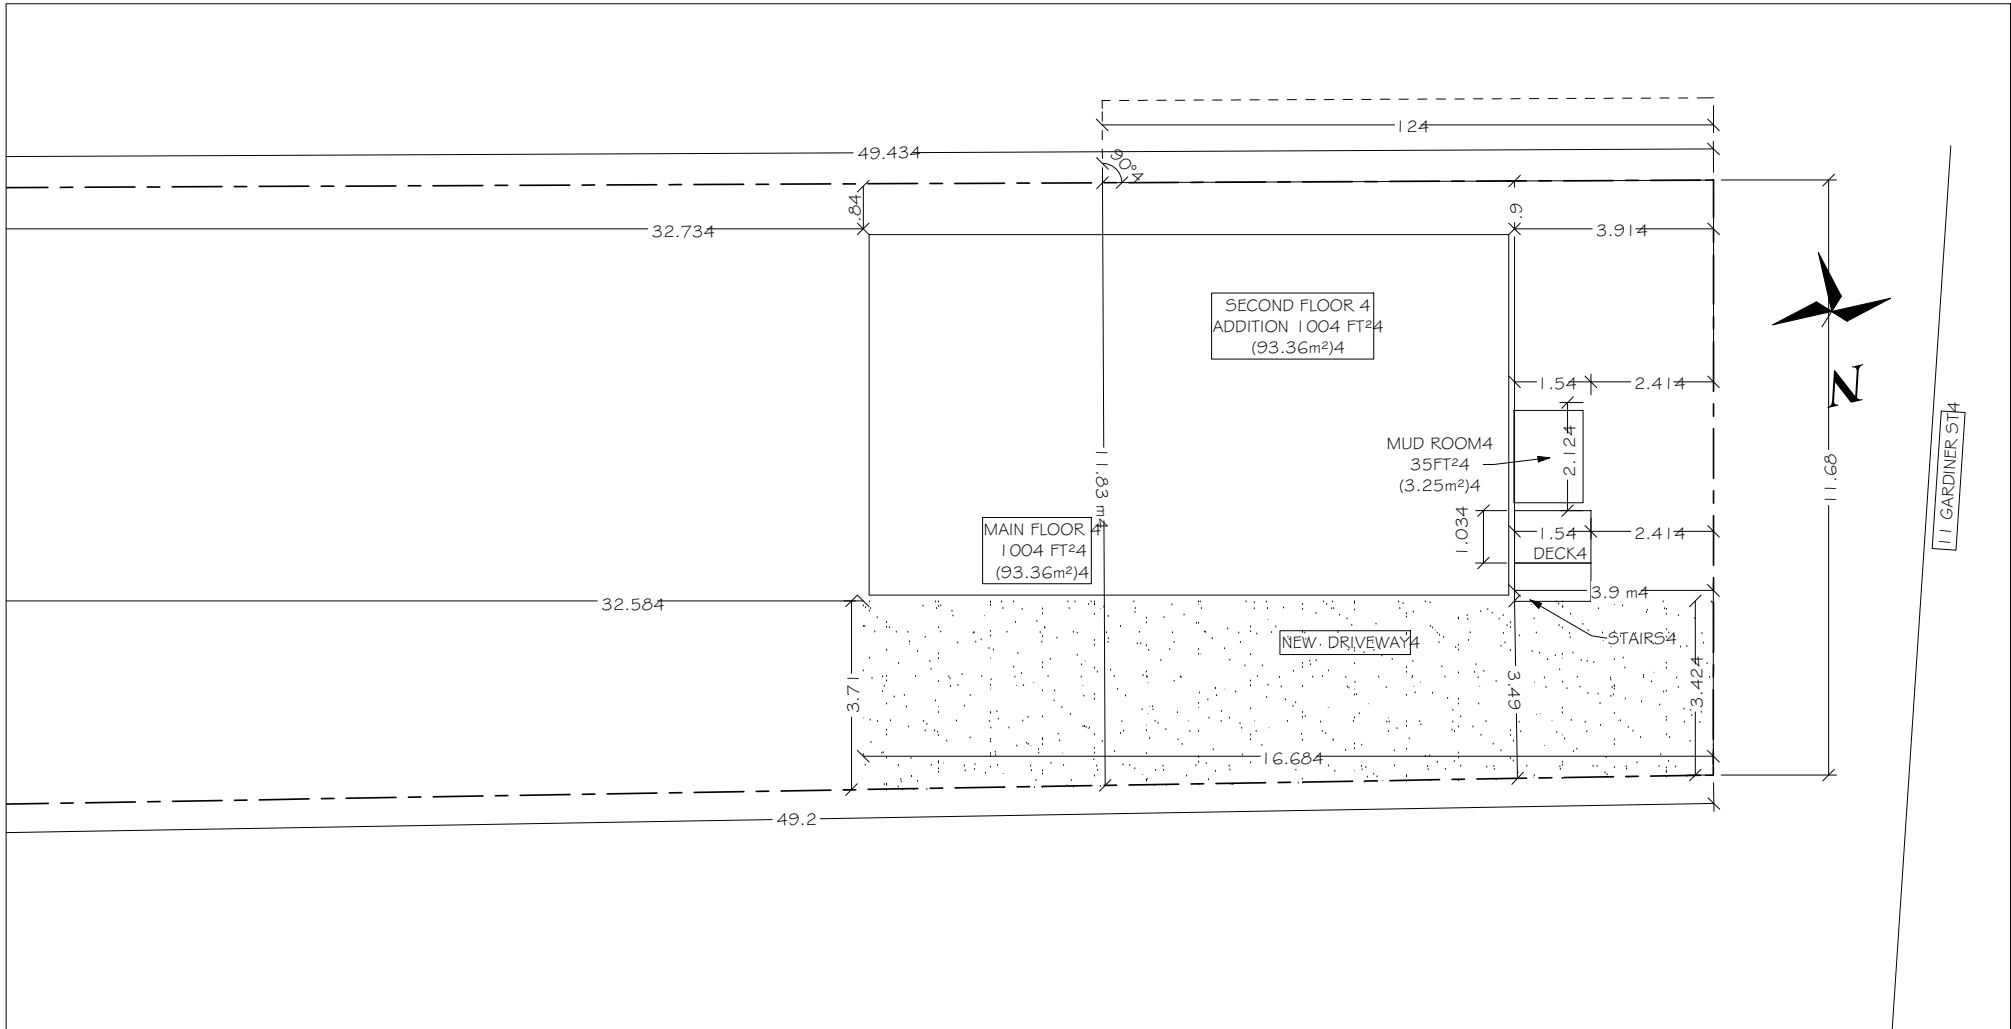 124
49.434
90°4
.84
.9
32.734
3.914
SECOND FLOOR 4
ADDITION 1004 FT²4
(93.36m²)4
1.54
2.414
N
MUD ROOM4
35FT²4
(3.25m²)4
2.124
11.83 m4
11.68
11 GARDINER ST4
MAIN FLOOR 4
1004 FT²4
(93.36m²)4
1.034
1.54
2.414
DECK4
3.9 m4
32.584
NEW DRIVEWAY4
STAIRS4
3.71
3.49
3.424
16.684
49.2